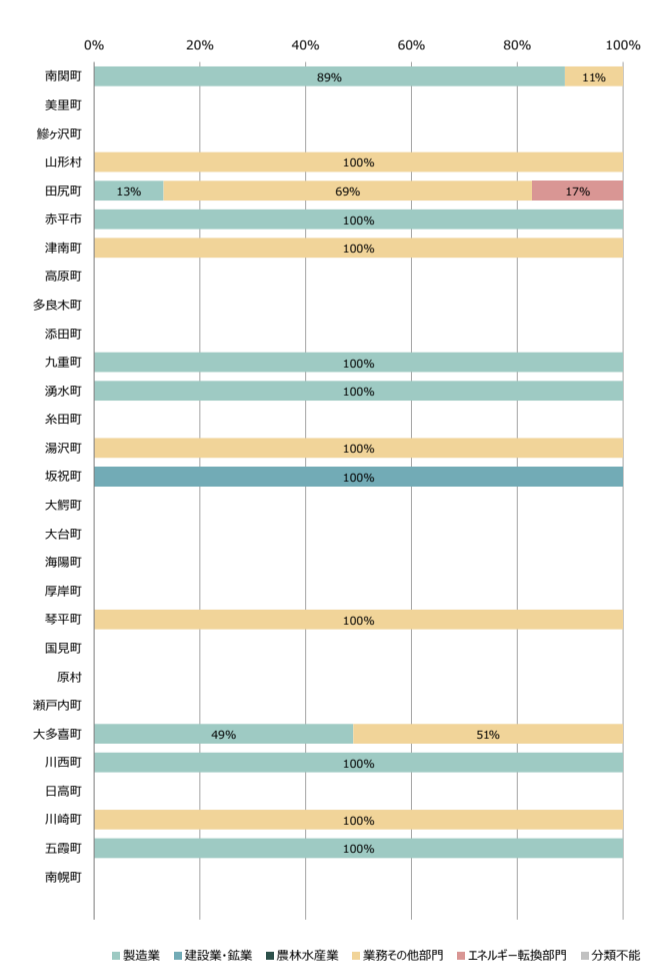 0% 20% 40% 60% 80% 100%
南関町 89% 11%
美里町
鰺ヶ沢町
山形村 100%
田尻町 13% 69% 17%
赤平市 100%
津南町 100%
高原町
多良木町
添田町
九重町 100%
湧水町 100%
糸田町
湯沢町 100%
坂祝町 100%
大鰐町
大台町
海陽町
厚岸町
琴平町 100%
国見町
原村
瀬戸内町
大多喜町 49% 51%
川西町 100%
日高町
川崎町 100%
五霞町 100%
南幌町
製造業 建設業・鉱業 農林水産業 業務その他部門 エネルギー転換部門 分類不能